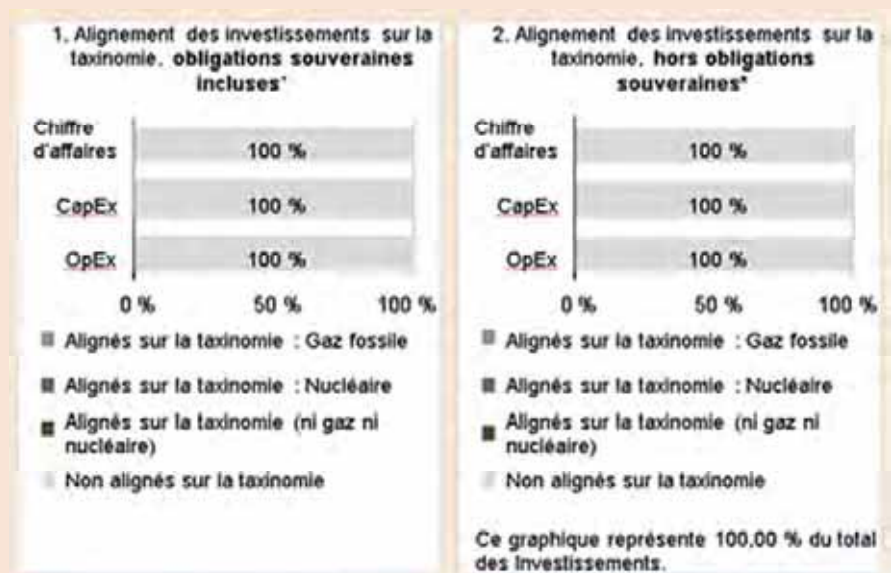 1. Alignement des investissements sur la
taxinomie, obligations souveraines
incluses*
Chiffre
d'affaires
100 %
CapEx
100 %
OpEx
100 %
0 %
50 %
100 %
Alignés sur la taxinomie : Gaz fossile
Alignés sur la taxinomie : Nucléaire
Alignés sur la taxinomie (ni gaz ni
nucléaire)
Non alignés sur la taxinomie
2. Alignement des investissements sur la
taxinomie, hors obligations
souveraines*
Chiffre
d'affaires
100 %
CapEx
100 %
OpEx
100 %
0 %
50 %
100 %
Alignés sur la taxinomie : Gaz fossile
Alignés sur la taxinomie : Nucléaire
Alignés sur la taxinomie (ni gaz ni
nucléaire)
Non alignés sur la taxinomie
Ce graphique représente 100,00 % du total
des Investissements.